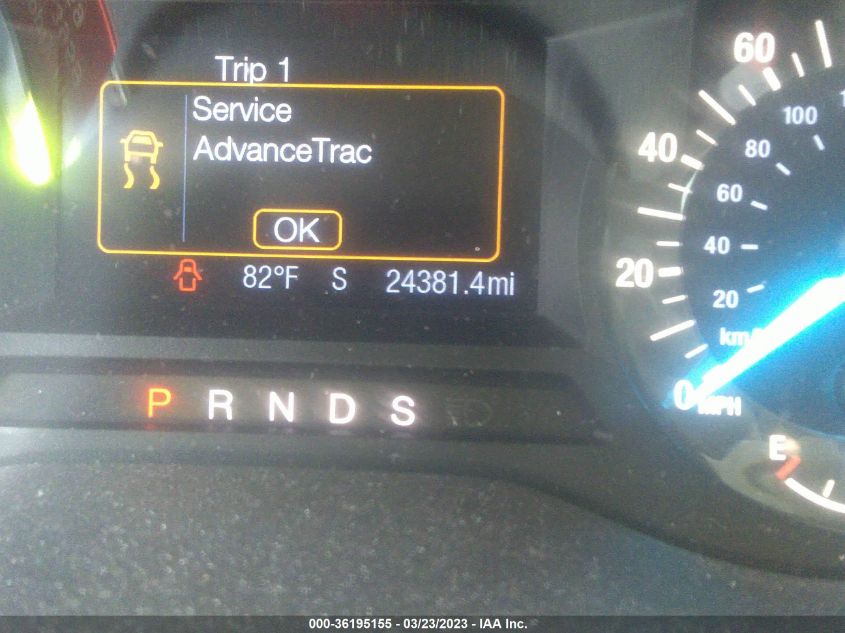 Trip 1
Service
AdvanceTrac
OK
82°F S 24381.4mi
P R N D S
60
40
20
0
MPH
100
80
60
40
20
E
000-36195155 - 03/23/2023 - IAA Inc.